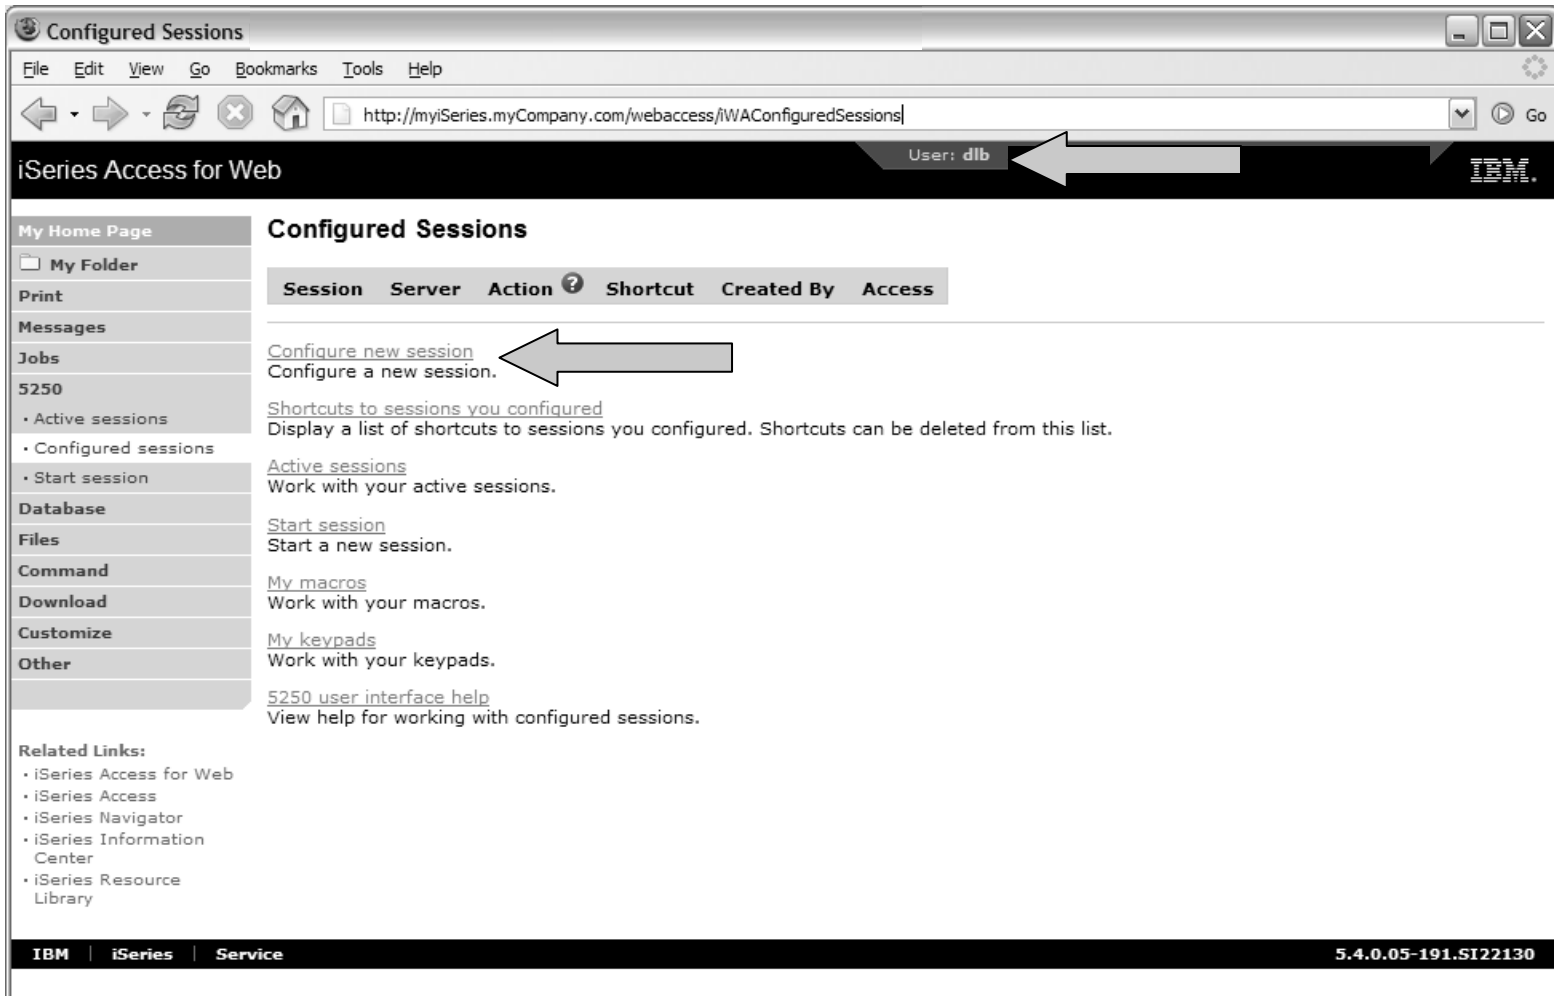 Configured Sessions
File Edit View Go Bookmarks Tools Help
http://myiSeries.myCompany.com/webaccess/iWAConfiguredSessions
Go
iSeries Access for Web
User: dlb
IBM.
My Home Page
My Folder
Print
Messages
Jobs
5250
• Active sessions
• Configured sessions
• Start session
Database
Files
Command
Download
Customize
Other
Related Links:
• iSeries Access for Web
• iSeries Access
• iSeries Navigator
• iSeries Information
Center
• iSeries Resource
Library
Configured Sessions
Session Server Action ? Shortcut Created By Access
Configure new session
Configure a new session.
Shortcuts to sessions you configured
Display a list of shortcuts to sessions you configured. Shortcuts can be deleted from this list.
Active sessions
Work with your active sessions.
Start session
Start a new session.
My macros
Work with your macros.
My keypads
Work with your keypads.
5250 user interface help
View help for working with configured sessions.
IBM | iSeries | Service
5.4.0.05-191.SI22130